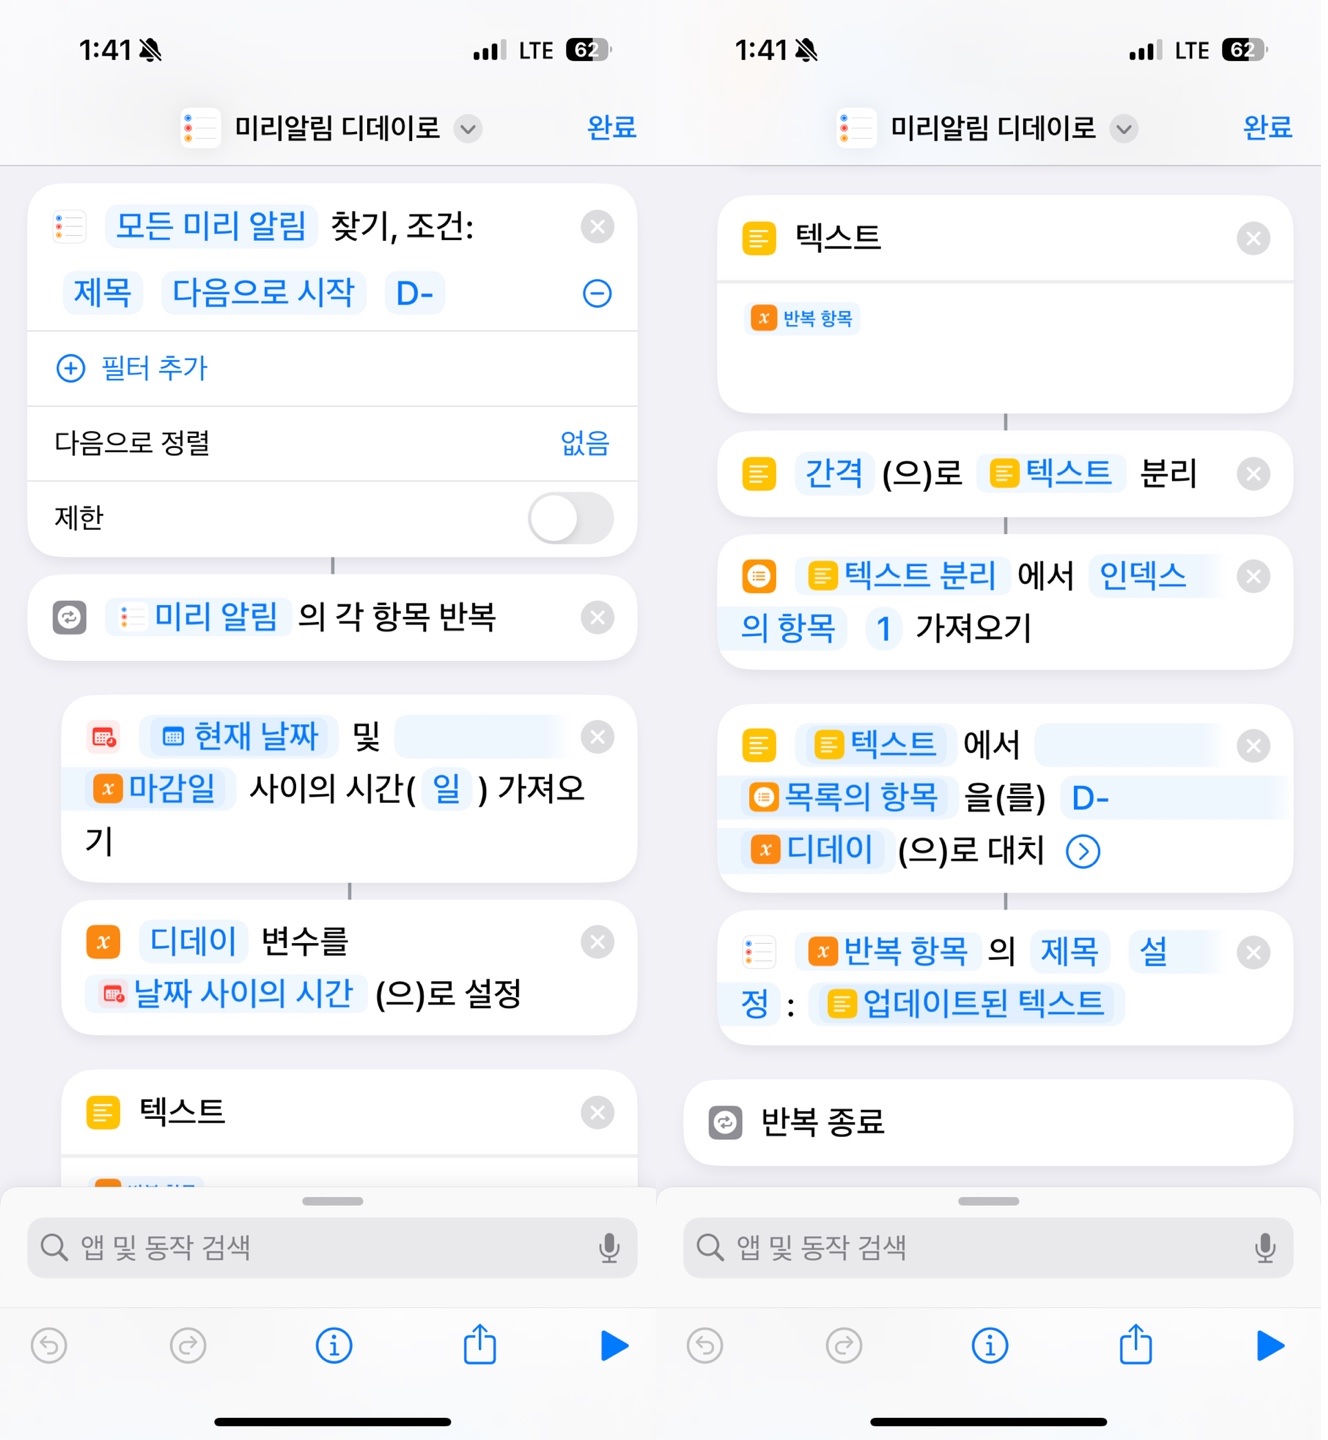 1:41
LTE 62
미리알림 디데이로
완료
모든 미리 알림 찾기, 조건:
제목 다음으로 시작 D-
필터 추가
다음으로 정렬 없음
제한
미리 알림 의 각 항목 반복
현재 날짜 및
x 마감일 사이의 시간( 일 ) 가져오
기
x 디데이 변수를
날짜 사이의 시간 (으)로 설정
텍스트
앱 및 동작 검색
1:41
LTE 62
미리알림 디데이로
완료
텍스트
x 반복 항목
간격 (으)로 텍스트 분리
텍스트 분리 에서 인덱스
의 항목 1 가져오기
텍스트 에서
목록의 항목 을(를) D-
x 디데이 (으)로 대치
x 반복 항목 의 제목 설
정 : 업데이트된 텍스트
반복 종료
앱 및 동작 검색